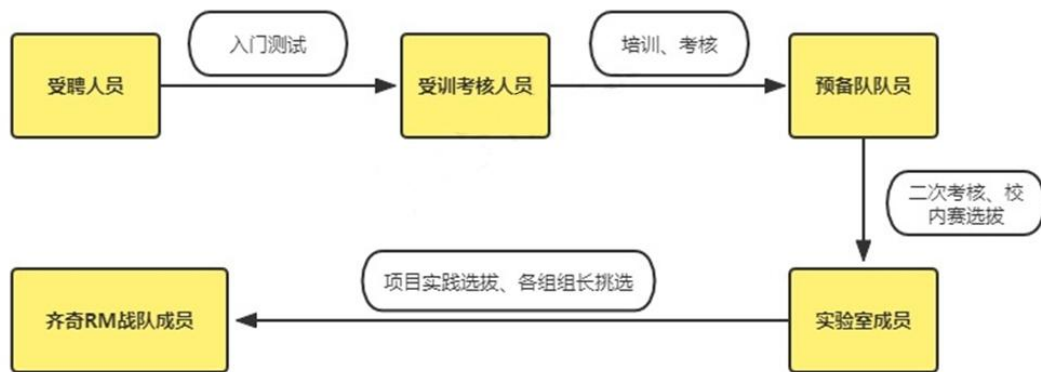 受聘人员
入门测试
受训考核人员
培训、考核
预备队队员
二次考核、校
内赛选拔
实验室成员
项目实践选拔、各组组长挑选
齐奇RM战队成员